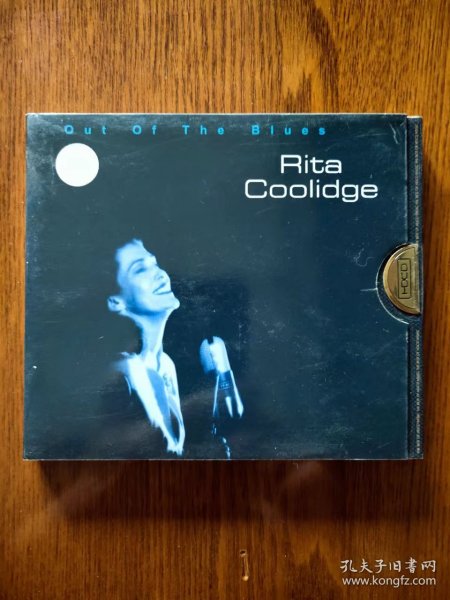 Out Of The Blues
Rita
Coolidge
HDCD
孔夫子旧书网
www.kongfz.com